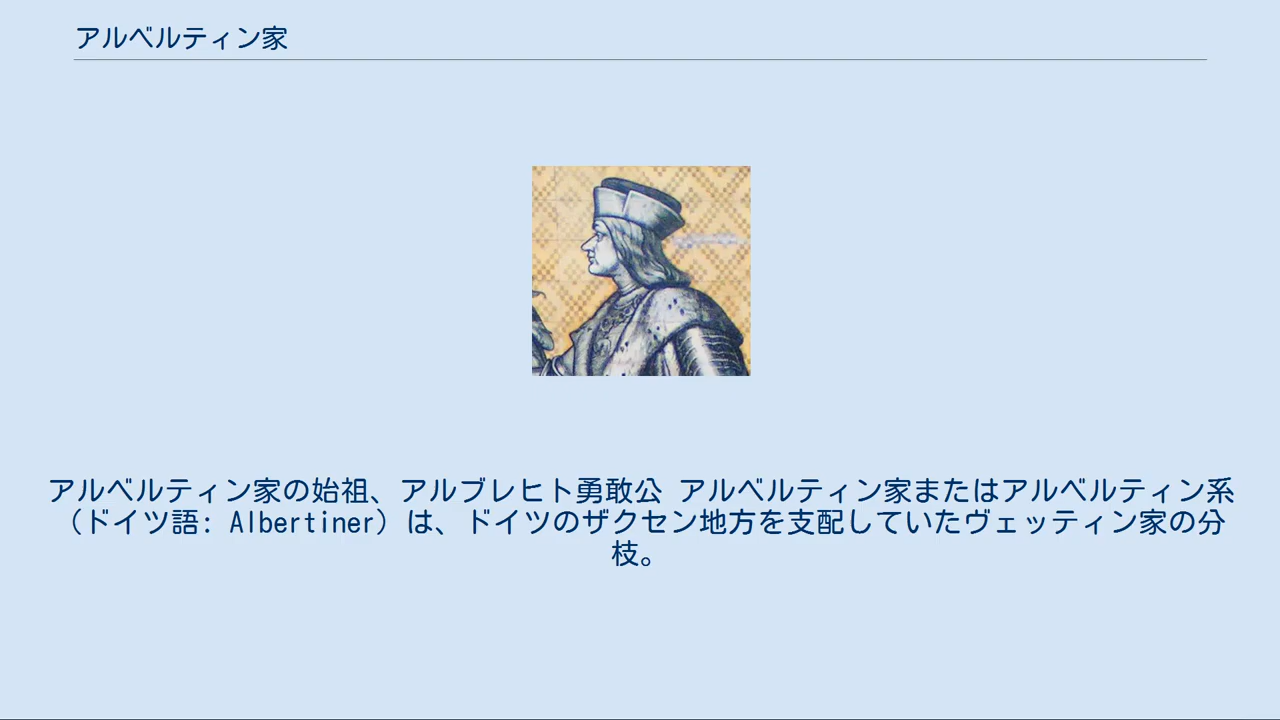 アルベルティン家
アルベルティン家の始祖、アルブレヒト勇敢公 アルベルティン家またはアルベルティン系
（ドイツ語: Albertiner）は、ドイツのザクセン地方を支配していたヴェッティン家の分
枝。